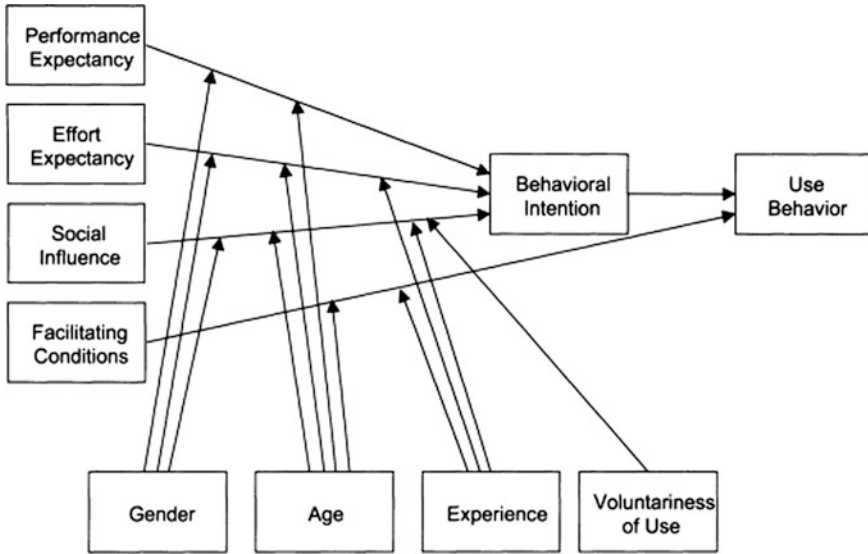 Performance
Expectancy
Effort
Expectancy
Social
Influence
Facilitating
Conditions
Behavioral
Intention
Use
Behavior
Gender
Age
Experience
Voluntariness
of Use